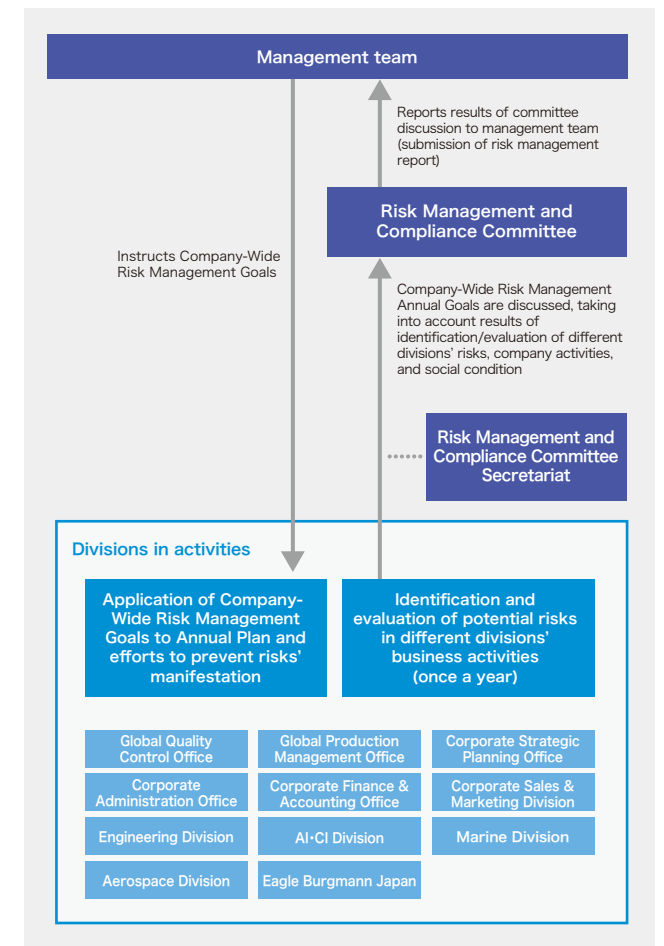 Management team
Reports results of committee
discussion to management team
(submission of risk management
report)
Risk Management and
Compliance Committee
Instructs Company-Wide
Risk Management Goals
Company-Wide Risk Management
Annual Goals are discussed, taking
into account results of
identification/evaluation of different
divisions’ risks, company activities,
and social condition
Risk Management and
Compliance Committee
Secretariat
Divisions in activities
Application of Company-
Wide Risk Management
Goals to Annual Plan and
efforts to prevent risks’
manifestation
Identification and
evaluation of potential risks
in different divisions’
business activities
(once a year)
Global Quality
Control Office
Global Production
Management Office
Corporate Strategic
Planning Office
Corporate
Administration Office
Corporate Finance &
Accounting Office
Corporate Sales &
Marketing Division
Engineering Division
AI・CI Division
Marine Division
Aerospace Division
Eagle Burgmann Japan